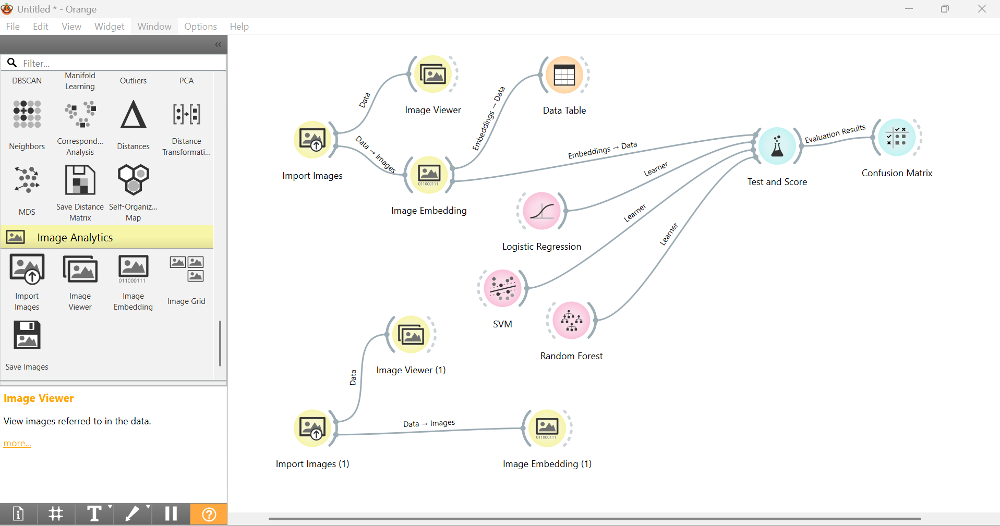 Untitled * - Orange
File Edit View Widget Window Options Help
«
Filter...
DBSCAN
Manifold
Learning
Outliers
PCA
Neighbors
Correspond...
Analysis
Distances
Distance
Transformati...
MDS
Save Distance
Matrix
Self-Organiz...
Map
Image Analytics
011000111
Import
Images
Image
Viewer
Image
Embedding
Image Grid
Save Images
Image Viewer
View images referred to in the data.
more...
T
?
Data
Image Viewer
Embeddings → Data
Data Table
Import Images
Data → Images
011000111
Image Embedding
Embeddings → Data
Learner
Logistic Regression
Learner
SVM
Learner
Random Forest
Test and Score
Evaluation Results
Confusion Matrix
Data
Image Viewer (1)
Import Images (1)
Data → Images
011000111
Image Embedding (1)